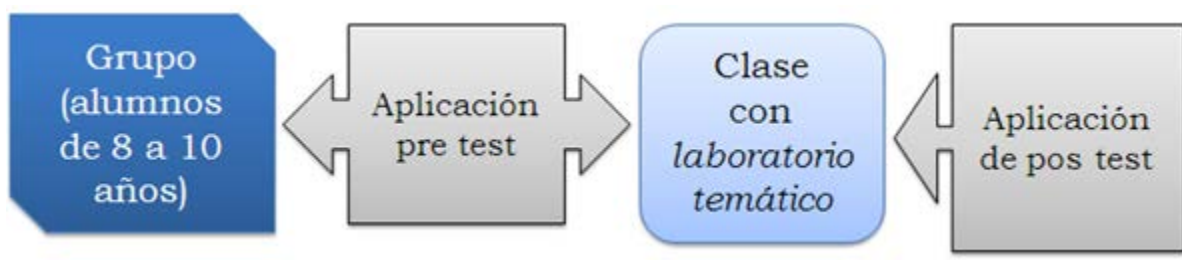 Grupo
(alumnos
de 8 a 10
años)
Aplicación
pre test
Clase
con
laboratorio
temático
Aplicación
de pos test